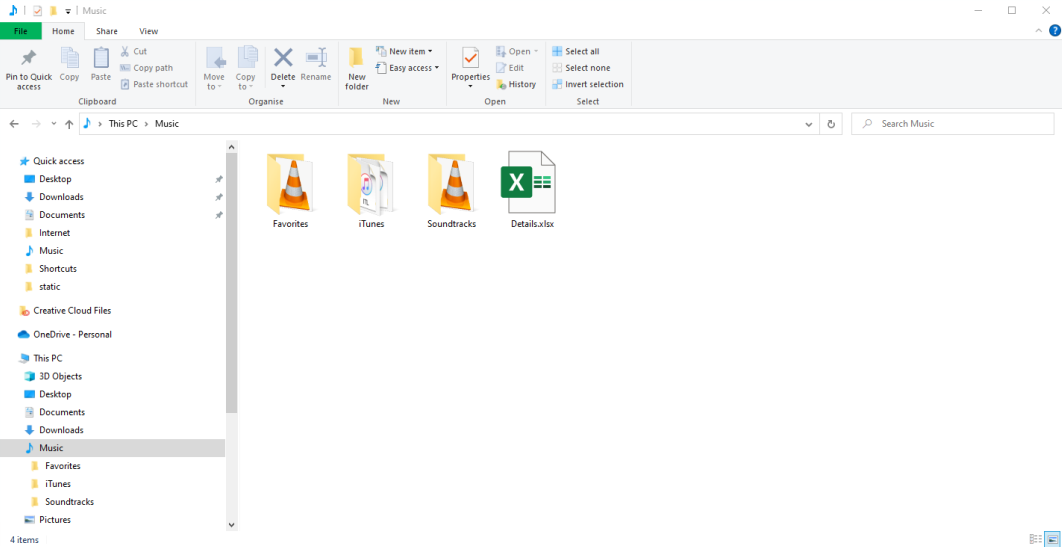 Music
File Home Share View
Pin to Quick access
Copy
Paste
Cut
Copy path
Paste shortcut
Clipboard
Move to
Copy to
Delete
Rename
Organise
New folder
New item
Easy access
New
Properties
Open
Edit
History
Open
Select all
Select none
Invert selection
Select
This PC > Music
Search Music
Quick access
Desktop
Downloads
Documents
Internet
Music
Shortcuts
static
Creative Cloud Files
OneDrive - Personal
This PC
3D Objects
Desktop
Documents
Downloads
Music
Favorites
iTunes
Soundtracks
Pictures
Favorites
iTunes
Soundtracks
X
Details.xlsx
4 items